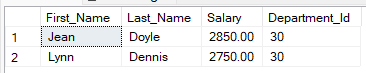 First_Name Last_Name Salary Department_Id
1 Jean Doyle 2850.00 30
2 Lynn Dennis 2750.00 30